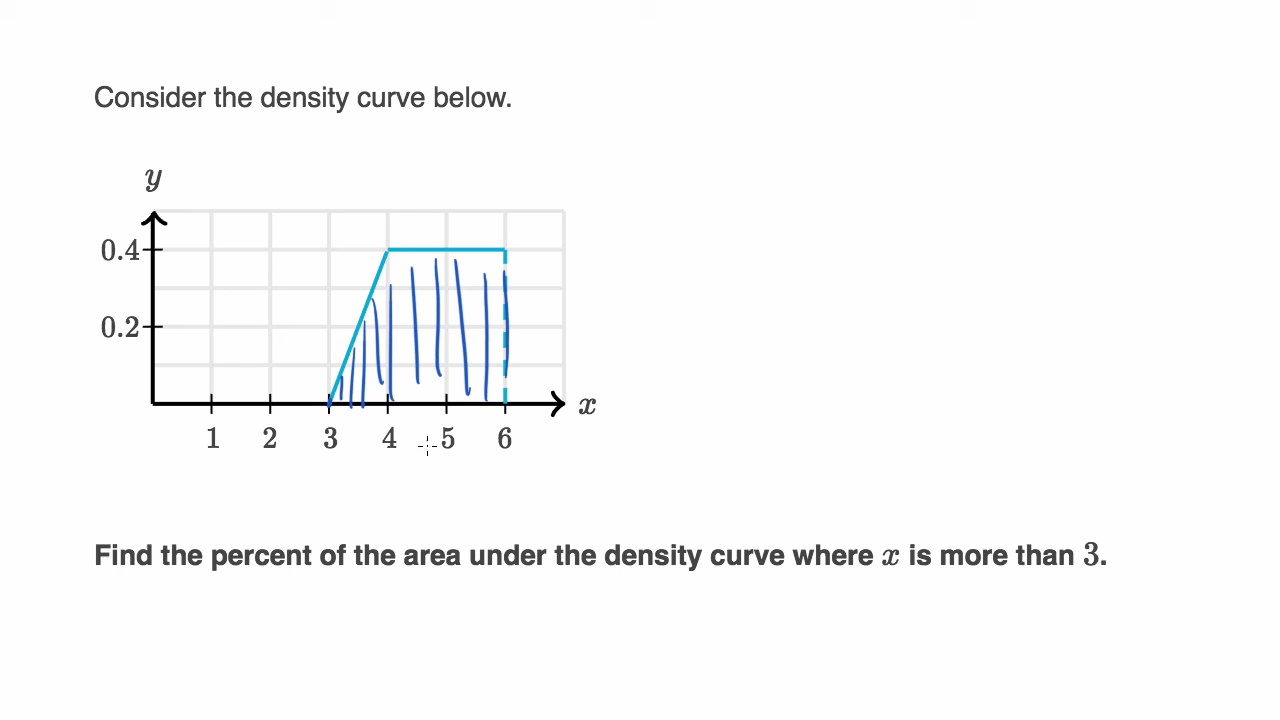 Consider the density curve below.
y
0.4
0.2
x
1 2 3 4 5 6
Find the percent of the area under the density curve where x is more than 3.